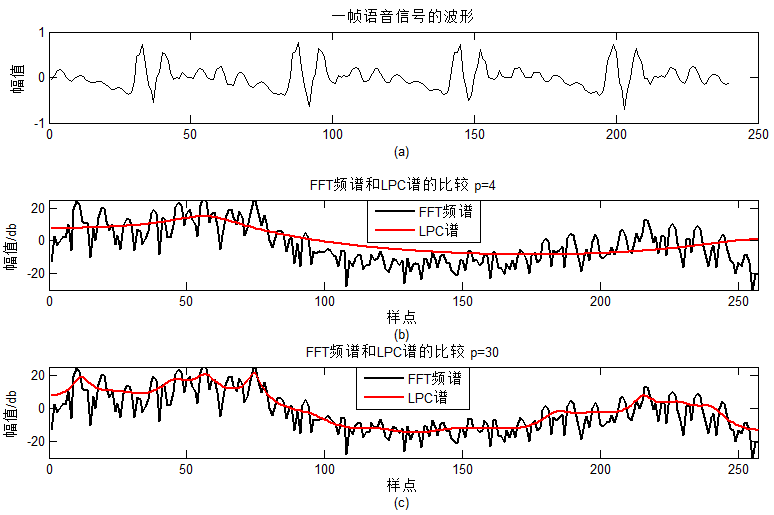 一帧语音信号的波形
幅值
1
0
-1
0 50 100 150 200 250
(a)
FFT频谱和LPC谱的比较 p=4
幅值/db
20
0
-20
FFT频谱
LPC谱
0 50 100 150 200 250
样点
(b)
FFT频谱和LPC谱的比较 p=30
幅值/db
20
0
-20
FFT频谱
LPC谱
0 50 100 150 200 250
样点
(c)